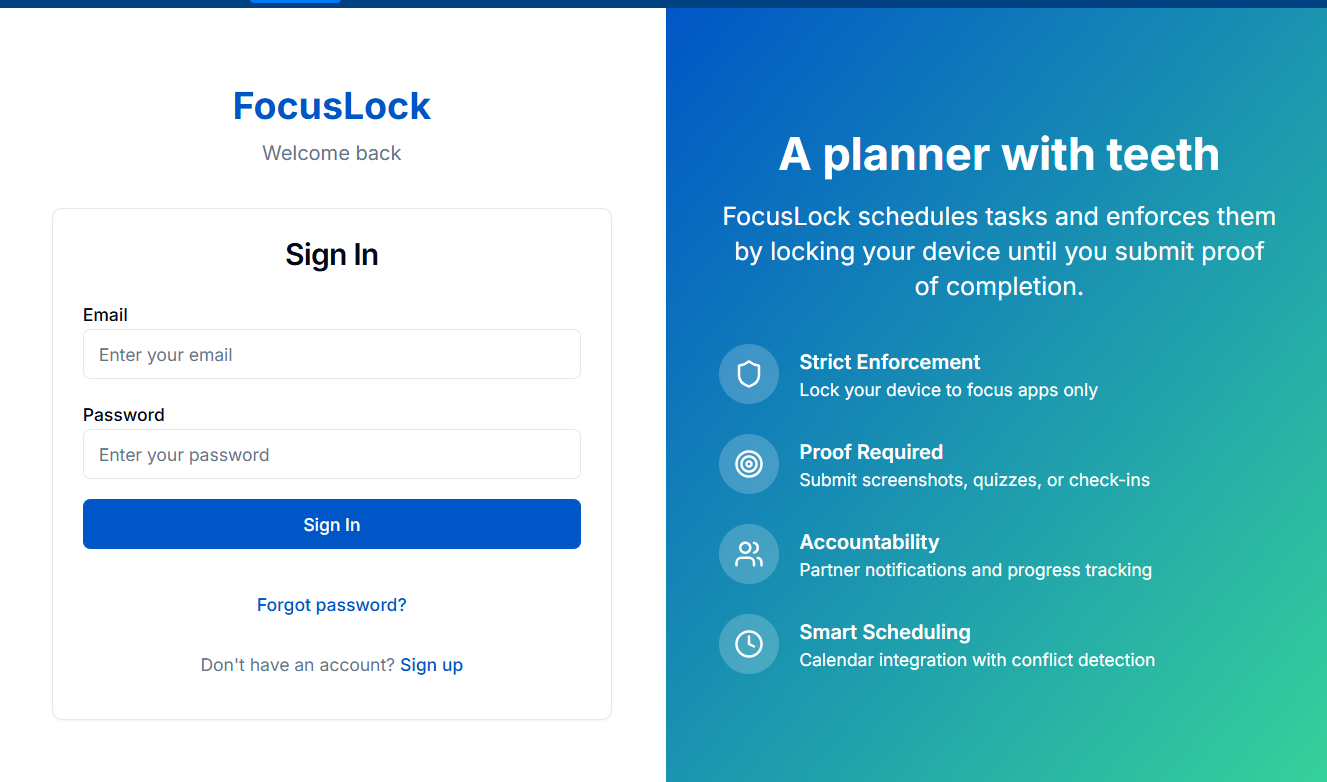 FocusLock
Welcome back
Sign In
Email
Enter your email
Password
Enter your password
Sign In
Forgot password?
Don't have an account? Sign up
A planner with teeth
FocusLock schedules tasks and enforces them
by locking your device until you submit proof
of completion.
Strict Enforcement
Lock your device to focus apps only
Proof Required
Submit screenshots, quizzes, or check-ins
Accountability
Partner notifications and progress tracking
Smart Scheduling
Calendar integration with conflict detection